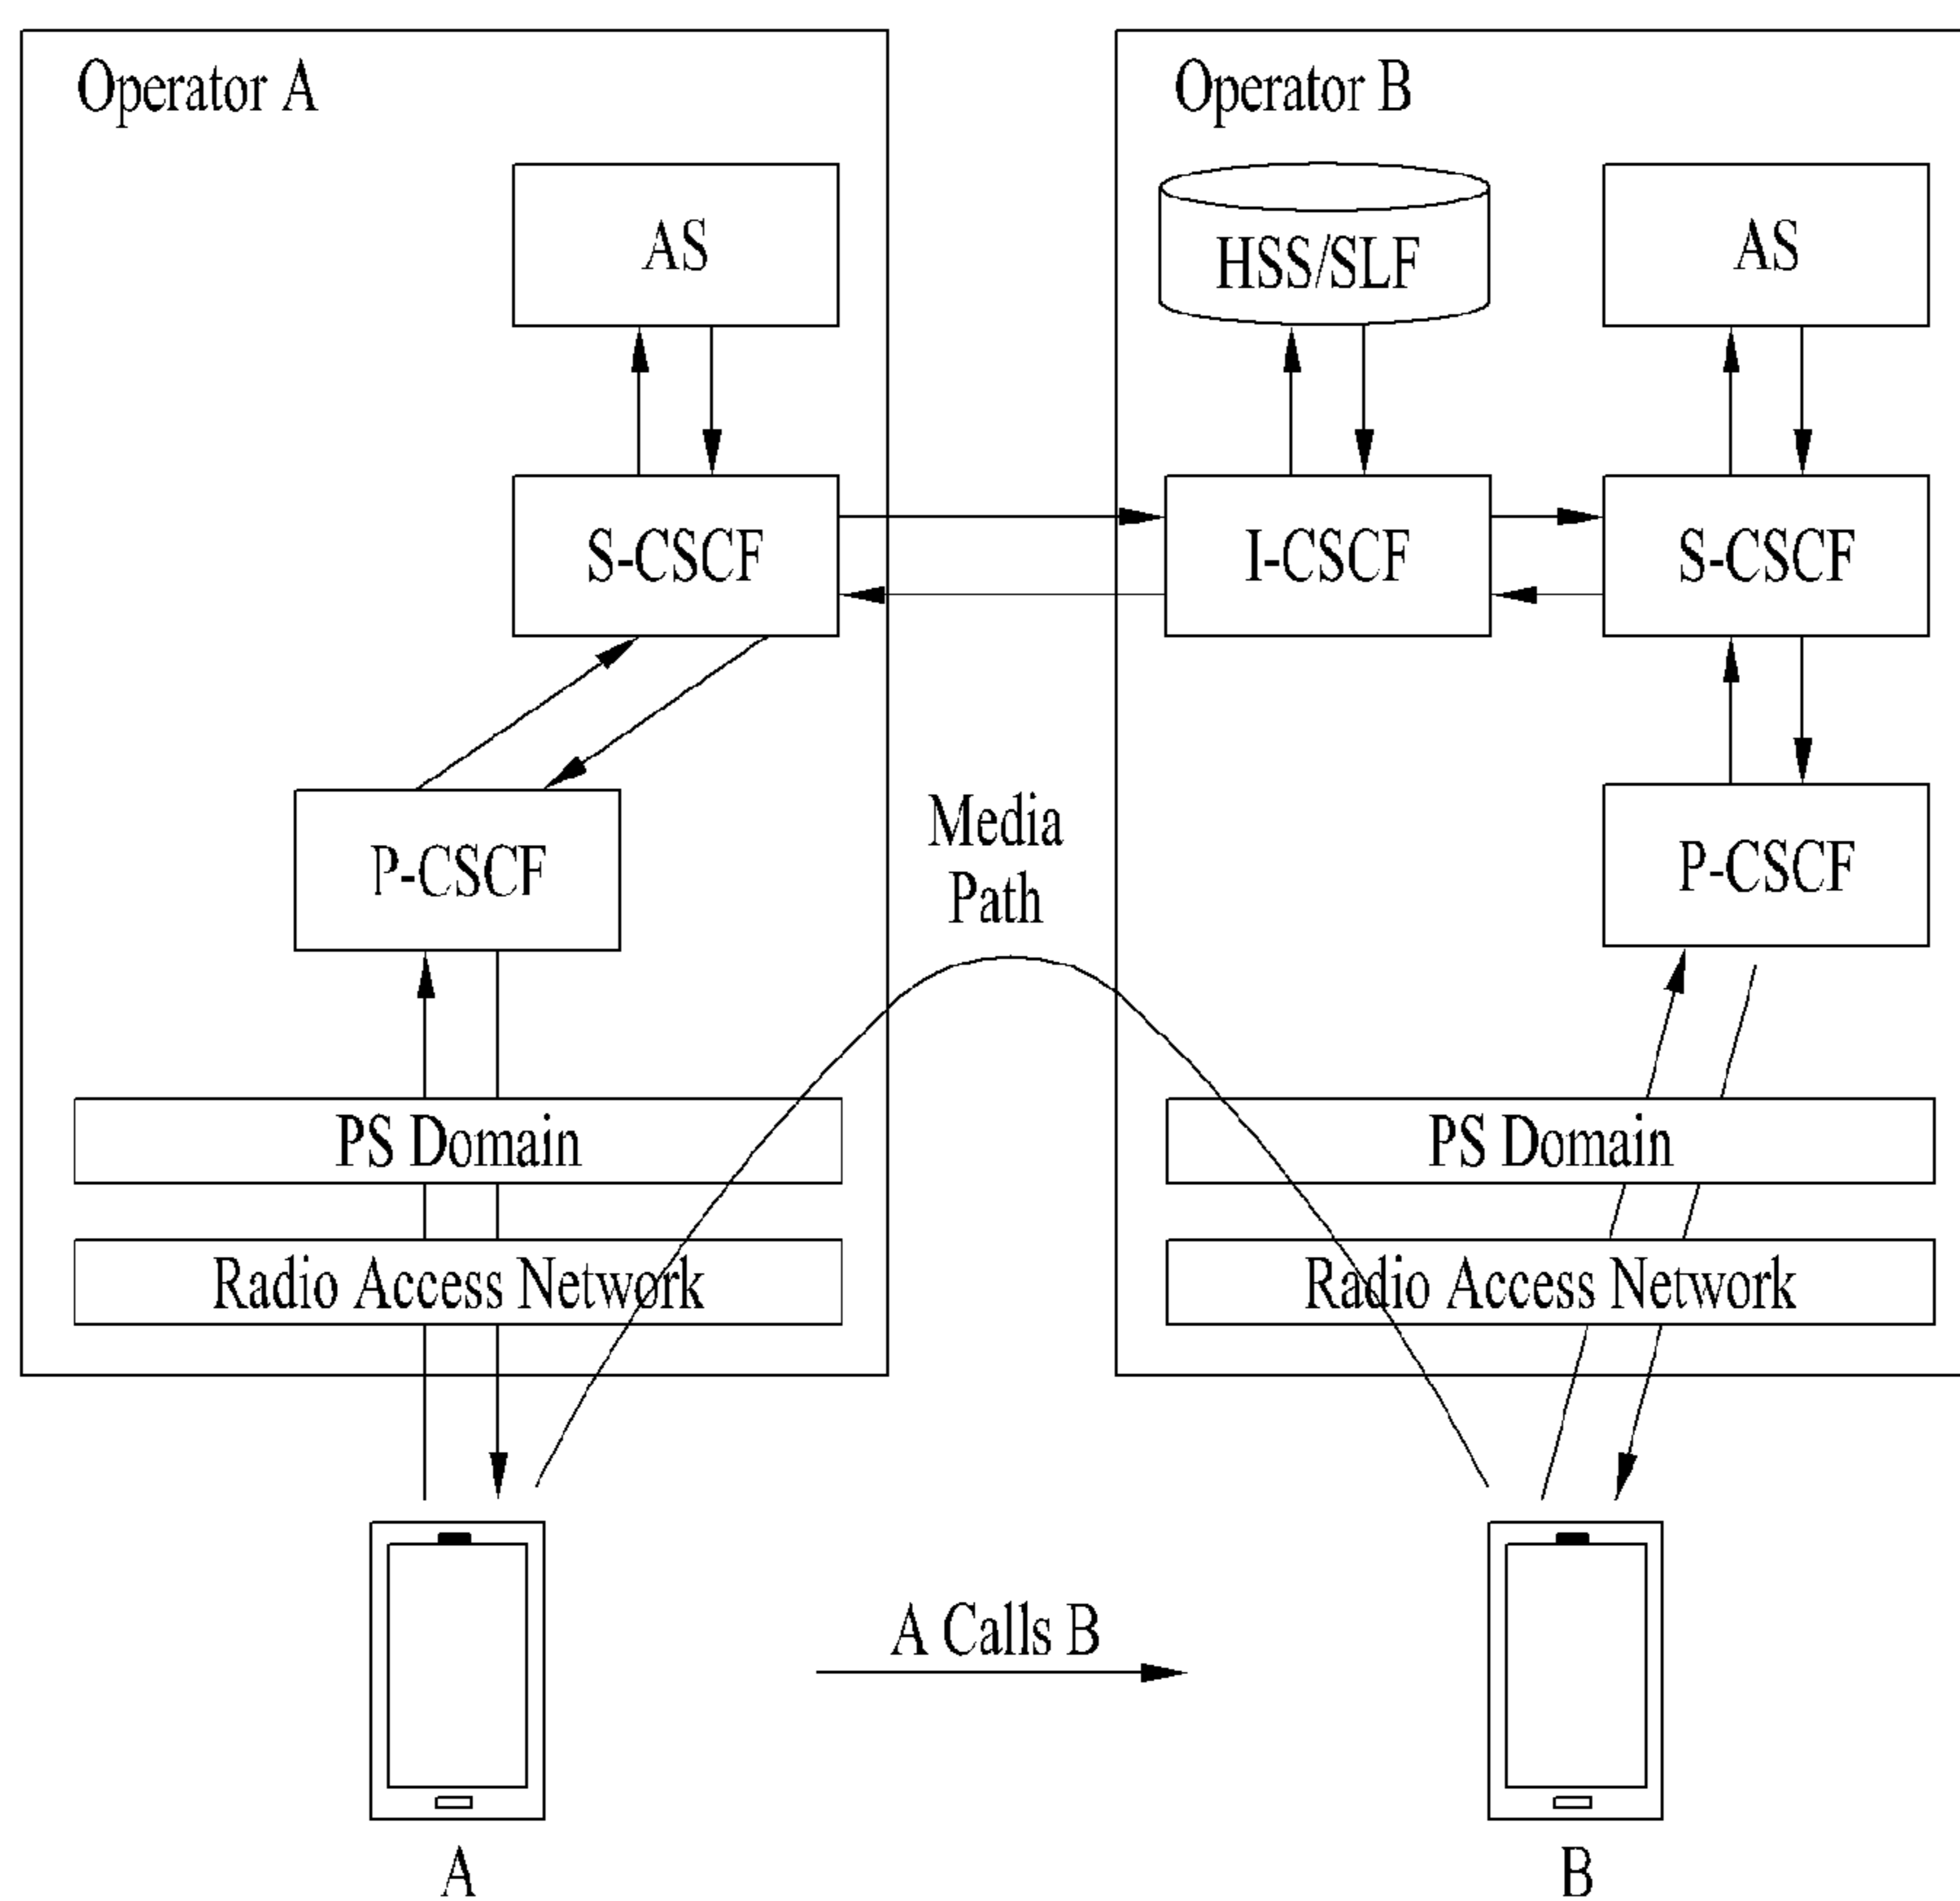 Operator A
Operator B
AS
HSS/SLF
AS
S-CSCF
I-CSCF
S-CSCF
P-CSCF
Media
Path
P-CSCF
PS Domain
PS Domain
Radio Access Network
Radio Access Network
A Calls B
A
B